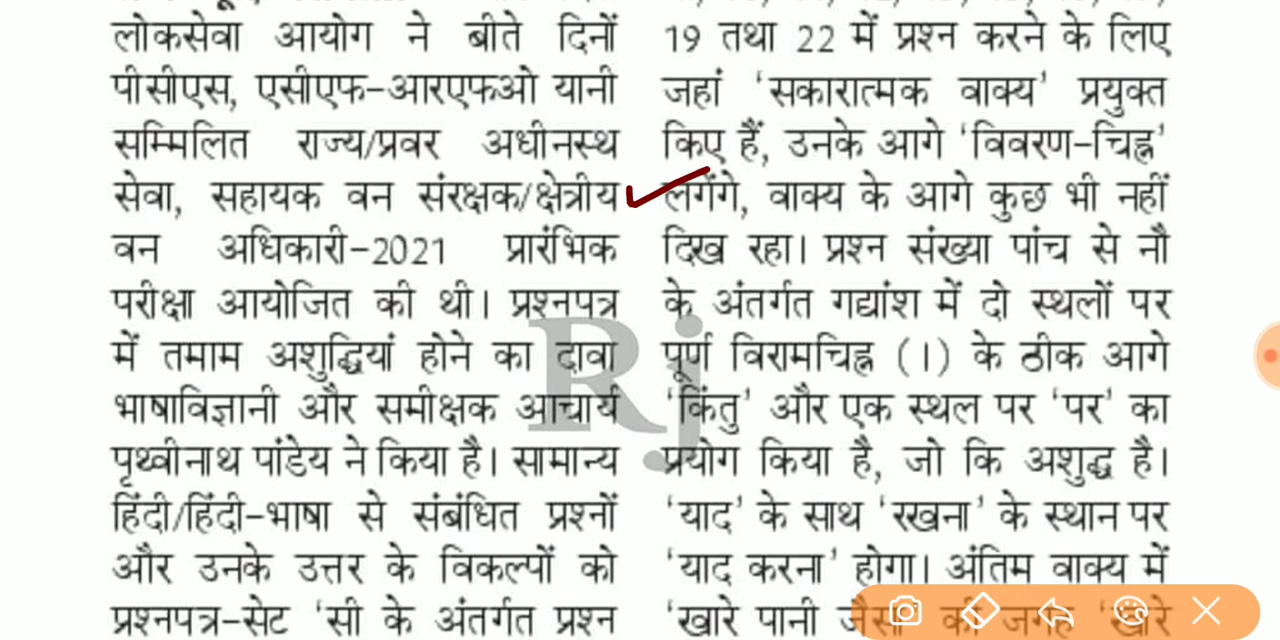 लोकसेवा आयोग ने बीते दिनों
पीसीएस, एसीएफ-आरएफओ यानी
सम्मिलित राज्य/प्रवर अधीनस्थ
सेवा, सहायक वन संरक्षक/क्षेत्रीय
वन अधिकारी-2021 प्रारंभिक
परीक्षा आयोजित की थी। प्रश्नपत्र
में तमाम अशुद्धियां होने का दावा
भाषाविज्ञानी और समीक्षक आचार्य
पृथ्वीनाथ पांडेय ने किया है। सामान्य
हिंदी/हिंदी-भाषा से संबंधित प्रश्नों
और उनके उत्तर के विकल्पों को
प्रश्नपत्र-सेट 'सी के अंतर्गत प्रश्न
19 तथा 22 में प्रश्न करने के लिए
जहां 'सकारात्मक वाक्य' प्रयुक्त
किए हैं, उनके आगे 'विवरण-चिह्न'
लगेंगे, वाक्य के आगे कुछ भी नहीं
दिख रहा। प्रश्न संख्या पांच से नौ
के अंतर्गत गद्यांश में दो स्थलों पर
पूर्ण विरामचिह्न (।) के ठीक आगे
'किंतु' और एक स्थल पर 'पर' का
प्रयोग किया है, जो कि अशुद्ध है।
'याद' के साथ 'रखना' के स्थान पर
'याद करना' होगा। अंतिम वाक्य में
'खारे पानी जैसा की जगह 'खारे
Rj